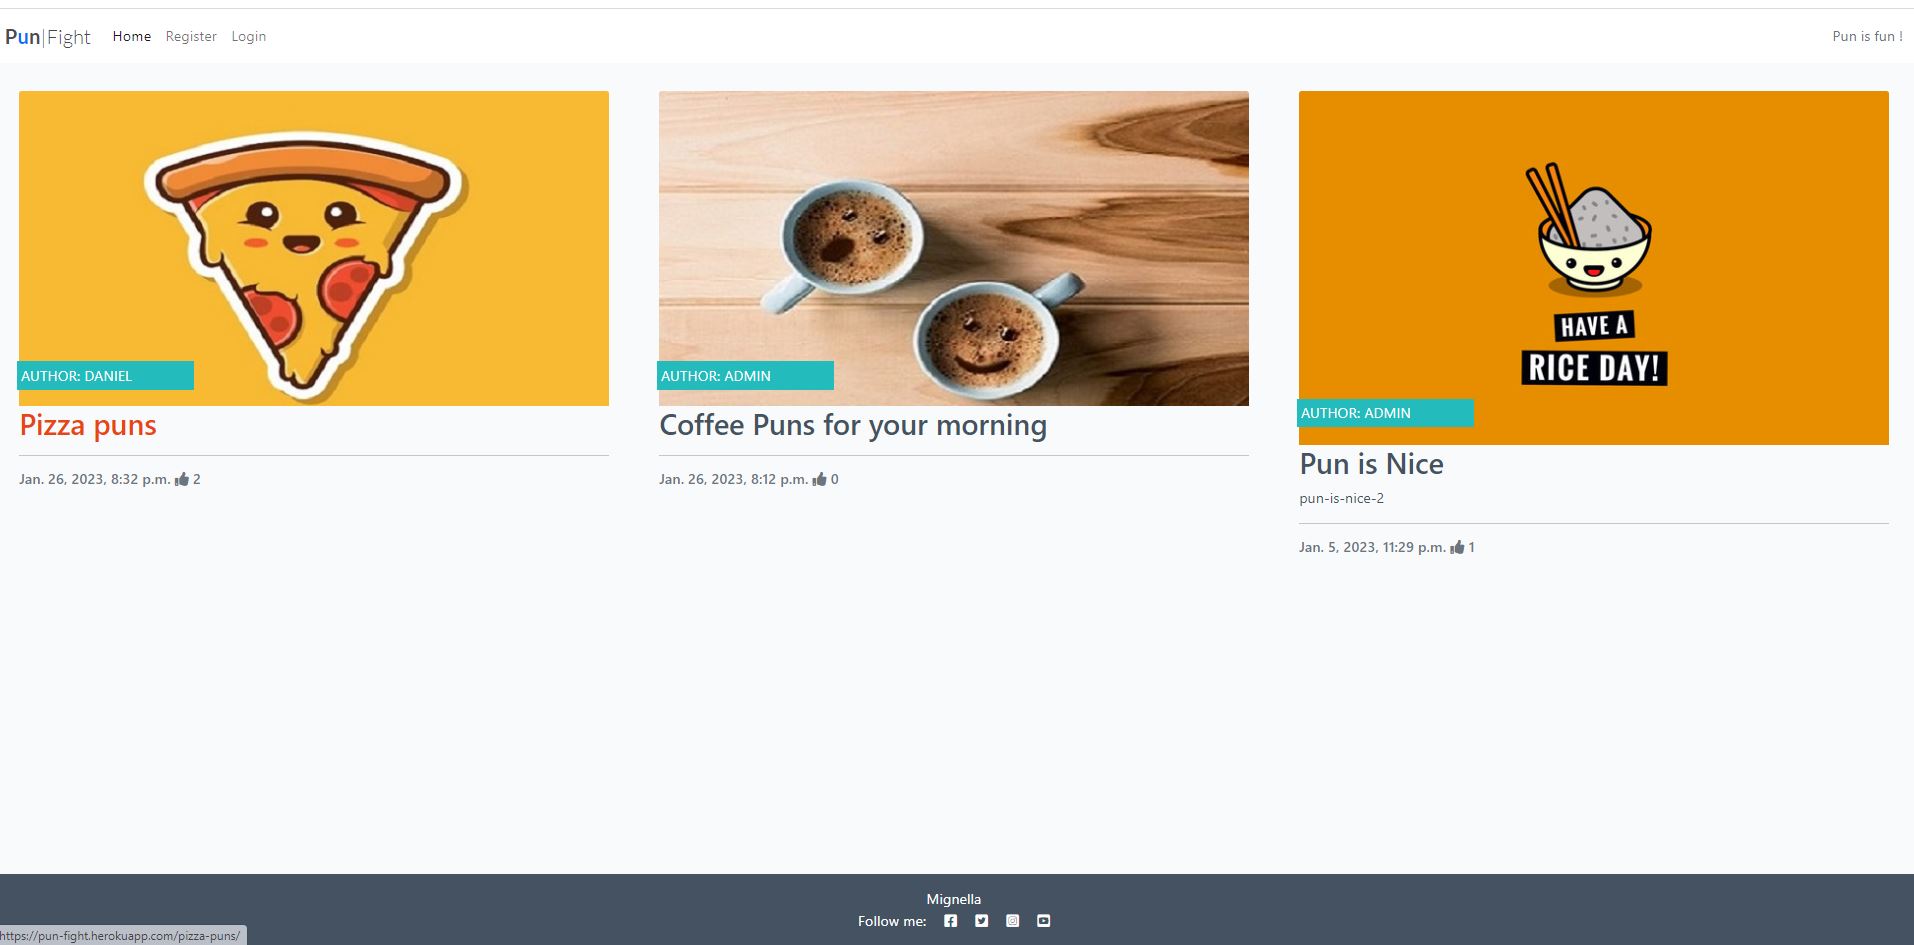 Pun|Fight Home Register Login Pun is fun !
AUTHOR: DANIEL
Pizza puns
Jan. 26, 2023, 8:32 p.m. 2
AUTHOR: ADMIN
Coffee Puns for your morning
Jan. 26, 2023, 8:12 p.m. 0
HAVE A
RICE DAY!
AUTHOR: ADMIN
Pun is Nice
pun-is-nice-2
Jan. 5, 2023, 11:29 p.m. 1
Mignella
Follow me:
https://pun-fight.herokuapp.com/pizza-puns/